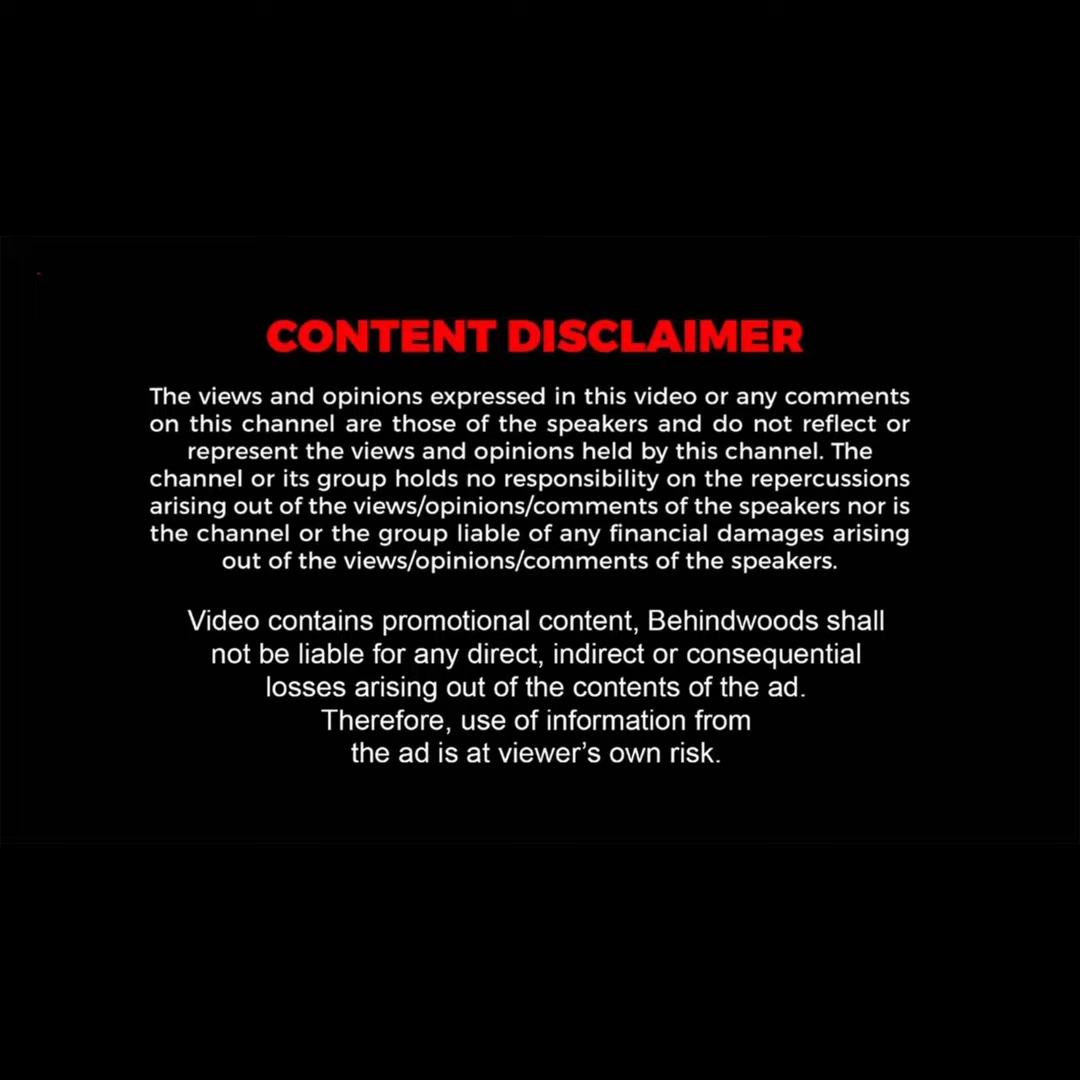 CONTENT DISCLAIMER
The views and opinions expressed in this video or any comments
on this channel are those of the speakers and do not reflect or
represent the views and opinions held by this channel. The
channel or its group holds no responsibility on the repercussions
arising out of the views/opinions/comments of the speakers nor is
the channel or the group liable of any financial damages arising
out of the views/opinions/comments of the speakers.
Video contains promotional content, Behindwoods shall
not be liable for any direct, indirect or consequential
losses arising out of the contents of the ad.
Therefore, use of information from
the ad is at viewer’s own risk.